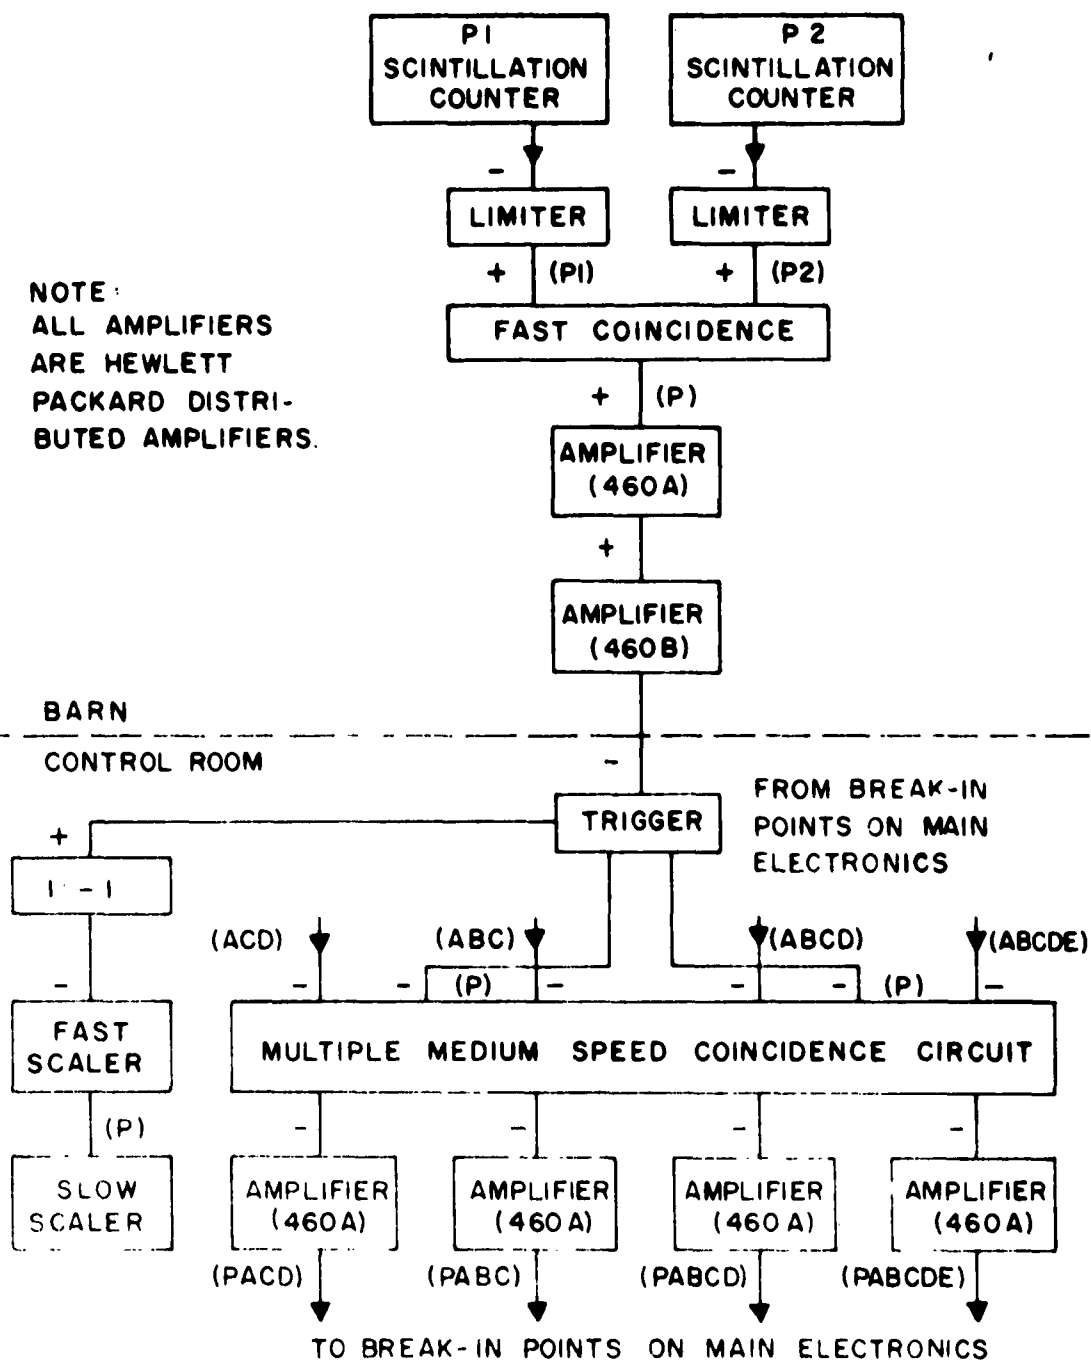 P1
SCINTILLATION
COUNTER
P2
SCINTILLATION
COUNTER
-
-
LIMITER
LIMITER
+ (P1)
+ (P2)
NOTE:
ALL AMPLIFIERS
ARE HEWLETT
PACKARD DISTRI-
BUTED AMPLIFIERS.
FAST COINCIDENCE
+ (P)
AMPLIFIER
(460A)
+
AMPLIFIER
(460B)
BARN
CONTROL ROOM
-
TRIGGER
FROM BREAK-IN
POINTS ON MAIN
ELECTRONICS
+
1 - 1
(ACD)
(ABC)
(ABCD)
(ABCDE)
- - - (P) - - - (P) -
FAST
SCALER
MULTIPLE MEDIUM SPEED COINCIDENCE CIRCUIT
(P)
- - - -
SLOW
SCALER
AMPLIFIER
(460A)
AMPLIFIER
(460A)
AMPLIFIER
(460A)
AMPLIFIER
(460A)
(PACD)
(PABC)
(PABCD)
(PABCDE)
TO BREAK-IN POINTS ON MAIN ELECTRONICS